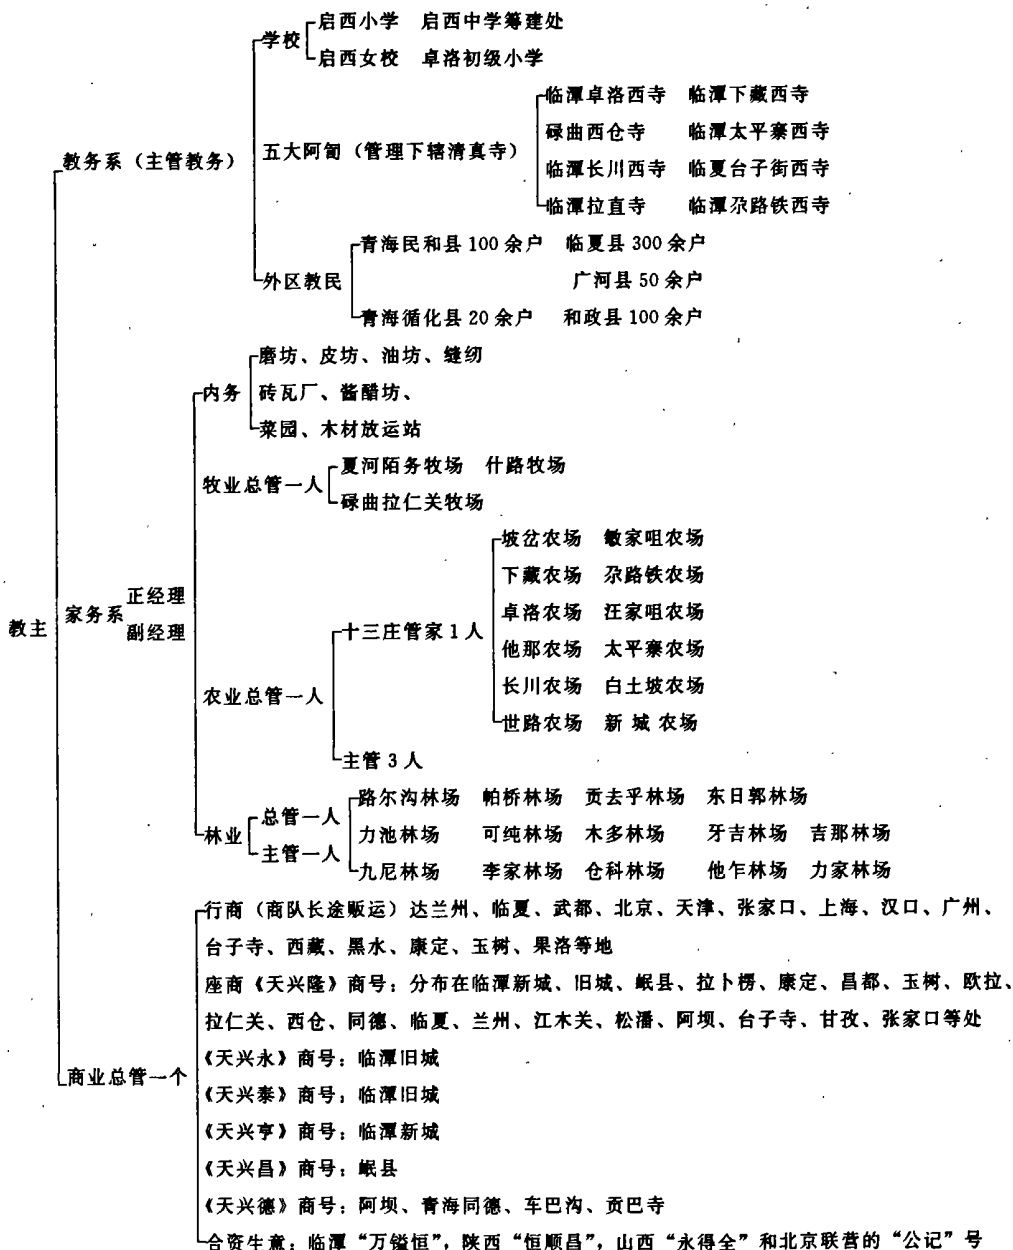 启西小学 启西中学筹建处
学校
启西女校 卓洛初级小学
临潭卓洛西寺 临潭下藏西寺
碌曲西仓寺 临潭太平寨西寺
五大阿訇（管理下辖清真寺）
教务系（主管教务）
临潭长川西寺 临夏台子街西寺
临潭拉直寺 临潭尕路铁西寺
青海民和县100余户 临夏县300余户
外区教民
广河县50余户
青海循化县20余户 和政县100余户
磨坊、皮坊、油坊、缝纫
内务
砖瓦厂、酱醋坊、
菜园、木材放运站
夏河陌务牧场 什路牧场
牧业总管一人
碌曲拉仁关牧场
坡岔农场 敏家咀农场
下藏农场 尕路铁农场
正经理
教主
家务系
副经理
卓洛农场 汪家咀农场
十三庄管家1人
他那农场 太平寨农场
农业总管一人
长川农场 白土坡农场
世路农场 新城农场
主管3人
路尔沟林场 帕桥林场 贡去乎林场 东日郭林场
总管一人
林业
力池林场 可纯林场 木多林场 牙吉林场 吉那林场
主管一人
九尼林场 李家林场 仓科林场 他乍林场 力家林场
行商（商队长途贩运）达兰州、临夏、武都、北京、天津、张家口、上海、汉口、广州、
台子寺、西藏、黑水、康定、玉树、果洛等地
座商《天兴隆》商号：分布在临潭新城、旧城、岷县、拉卜楞、康定、昌都、玉树、欧拉、
拉仁关、西仓、同德、临夏、兰州、江木关、松潘、阿坝、台子寺、甘孜、张家口等处
商业总管一个
《天兴永》商号：临潭旧城
《天兴泰》商号：临潭旧城
《天兴亨》商号：临潭新城
《天兴昌》商号：岷县
《天兴德》商号：阿坝、青海同德、车巴沟、贡巴寺
合资生意：临潭“万镒恒”，陕西“恒顺昌”，山西“永得全”和北京联营的“公记”号